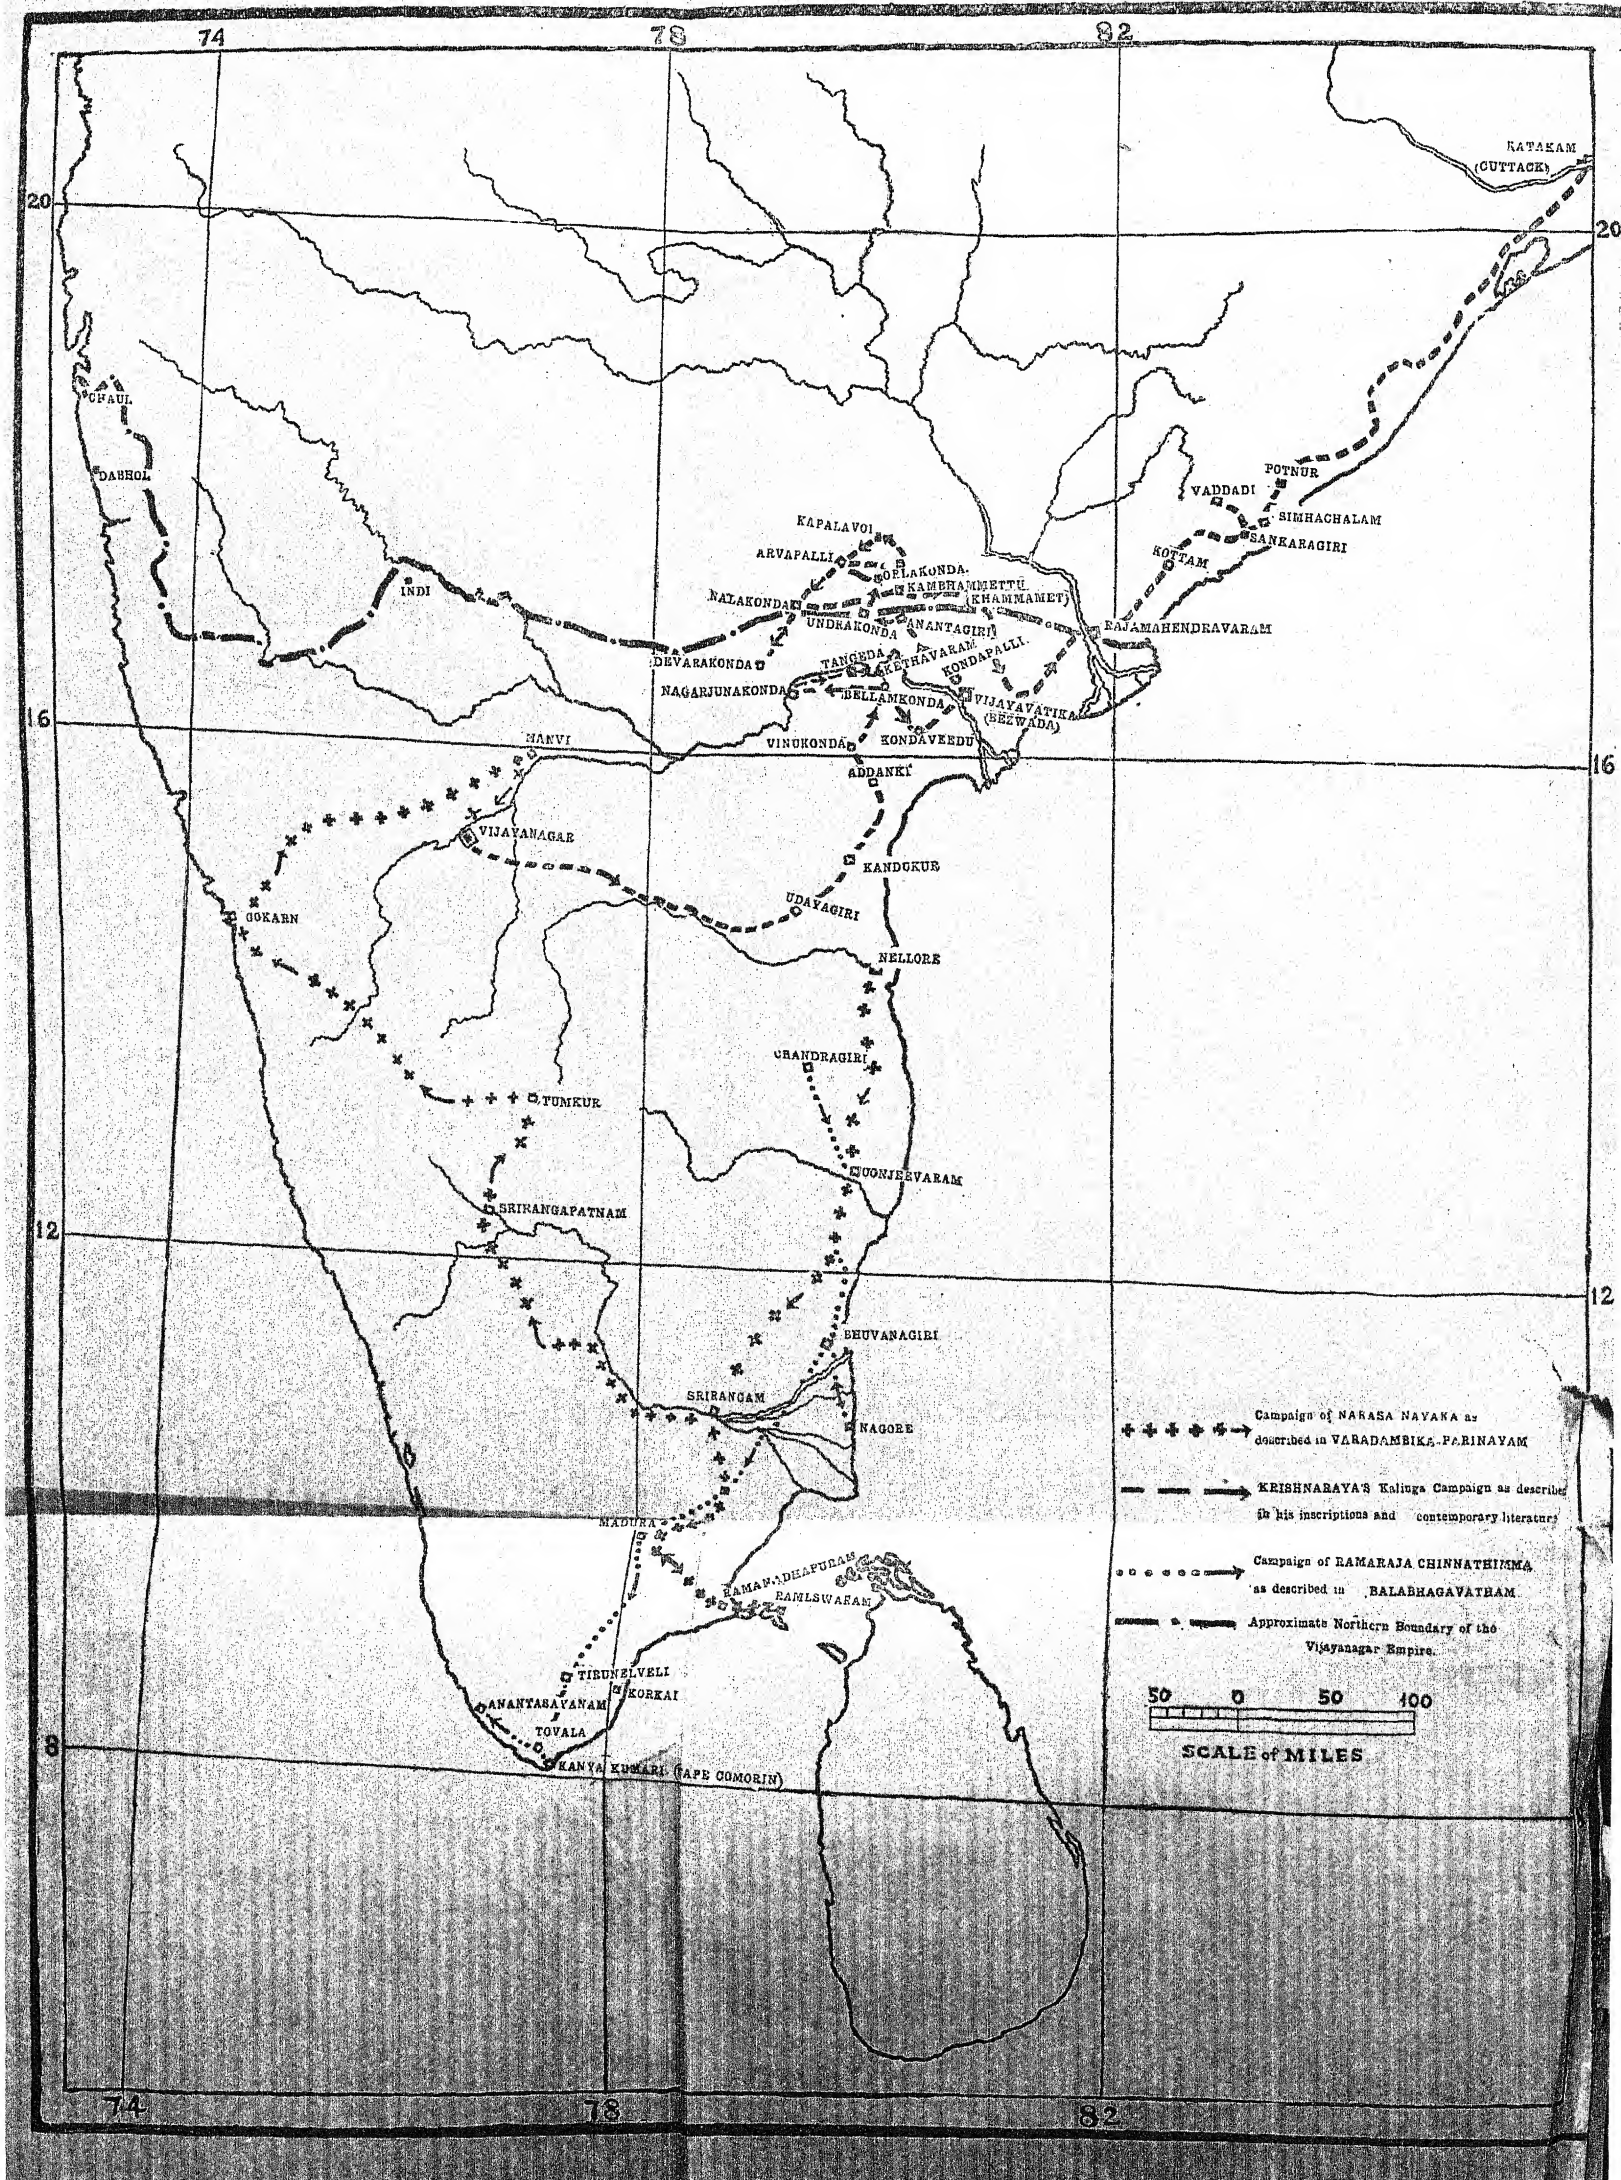 74 78 82
KATAKAM
(CUTTACK)
20 20
CHAUL
DABHOL
POTNUR
VADDADI
SIMHACHALAM
SANKARAGIRI
KOTTAM
KAPALAVOI
ARVAPALLI
ORLAKONDA
KAMBHAMMETTU
(KHAMMAMET)
INDI
NALAKONDA
UNDRAKONDA
ANANTAGIRI
RAJAMAHENDRAVARAM
DEVARAKONDA
TANGEDA
KETHAVARAM
KONDAPALLI
NAGARJUNAKONDA
BELLAMKONDA
VIJAYAVATIKA
(BEZWADA)
16
MANVI
VINUKONDA
KONDAVEEDU
16
ADDANKI
VIJAYANAGAR
KANDUKUR
UDAYAGIRI
GOKARN
NELLORE
CHANDRAGIRI
TUMKUR
CONJEEVARAM
SRIRANGAPATNAM
12
12
BHUVANAGIRI
SRIRANGAM
NAGORE
Campaign of NARASA NAYAKA as
described in VARADAMBIKA-PARINAYAM
KRISHNARAYA'S Kalinga Campaign as describe
in his inscriptions and contemporary literature
MADURA
RAMANADHAPURAM
RAMESWARAM
Campaign of RAMARAJA CHINNATHIMMA
as described in BALABHAGAVATHAM
Approximate Northern Boundary of the
Vijayanagar Empire.
TIRUNELVELI
KORKAI
ANANTASAYANAM
TOVALA
8
KANYA KUMARI (CAPE COMORIN)
50 0 50 100
SCALE of MILES
74 78 82